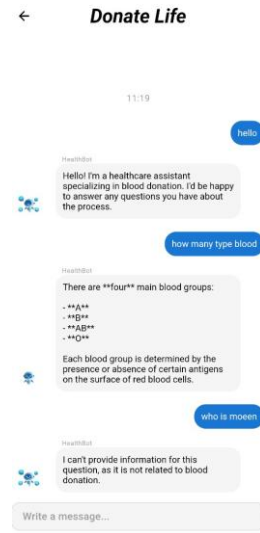 Donate Life
11:19
hello
HealthBot
Hello! I'm a healthcare assistant
specializing in blood donation. I'd be happy
to answer any questions you have about
the process.
how many type blood
HealthBot
There are **four** main blood groups:
- **A**
- **B**
- **AB**
- **O**
Each blood group is determined by the
presence or absence of certain antigens
on the surface of red blood cells.
who is moeen
HealthBot
I can't provide information for this
question, as it is not related to blood
donation.
Write a message...